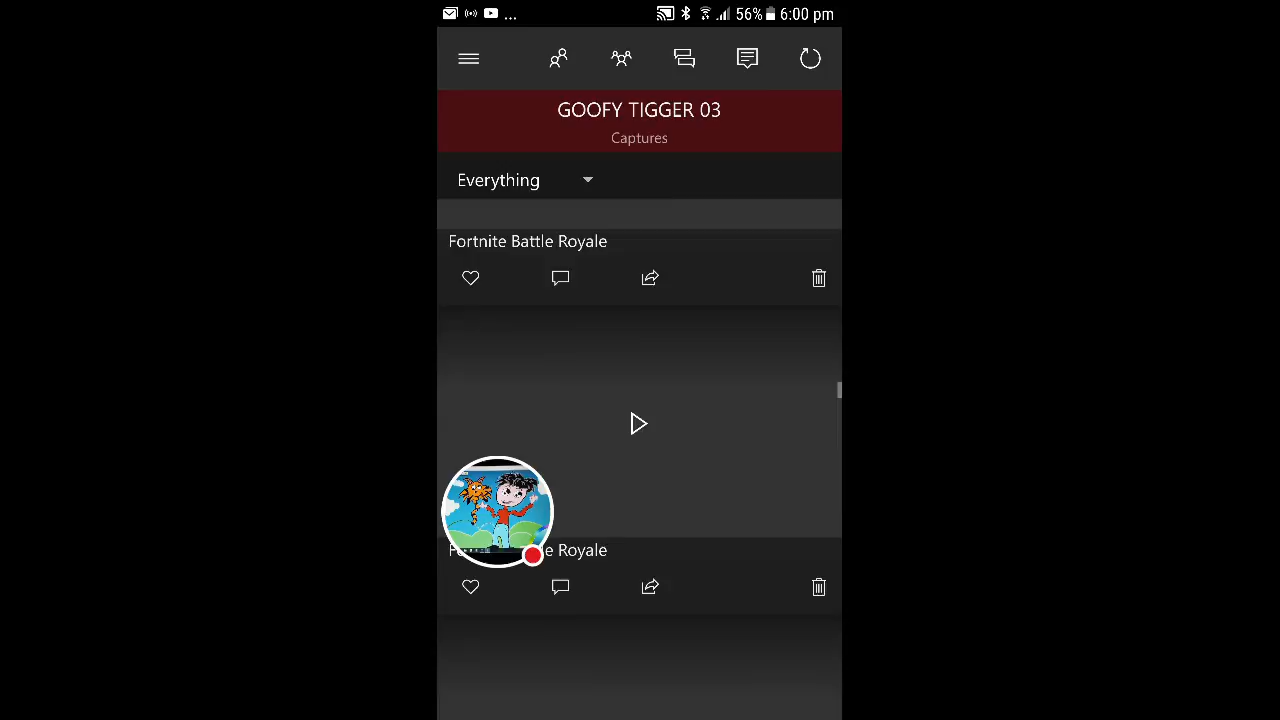 ... 56% 6:00 pm
GOOFY TIGGER 03
Captures
Everything
Fortnite Battle Royale
e Royale